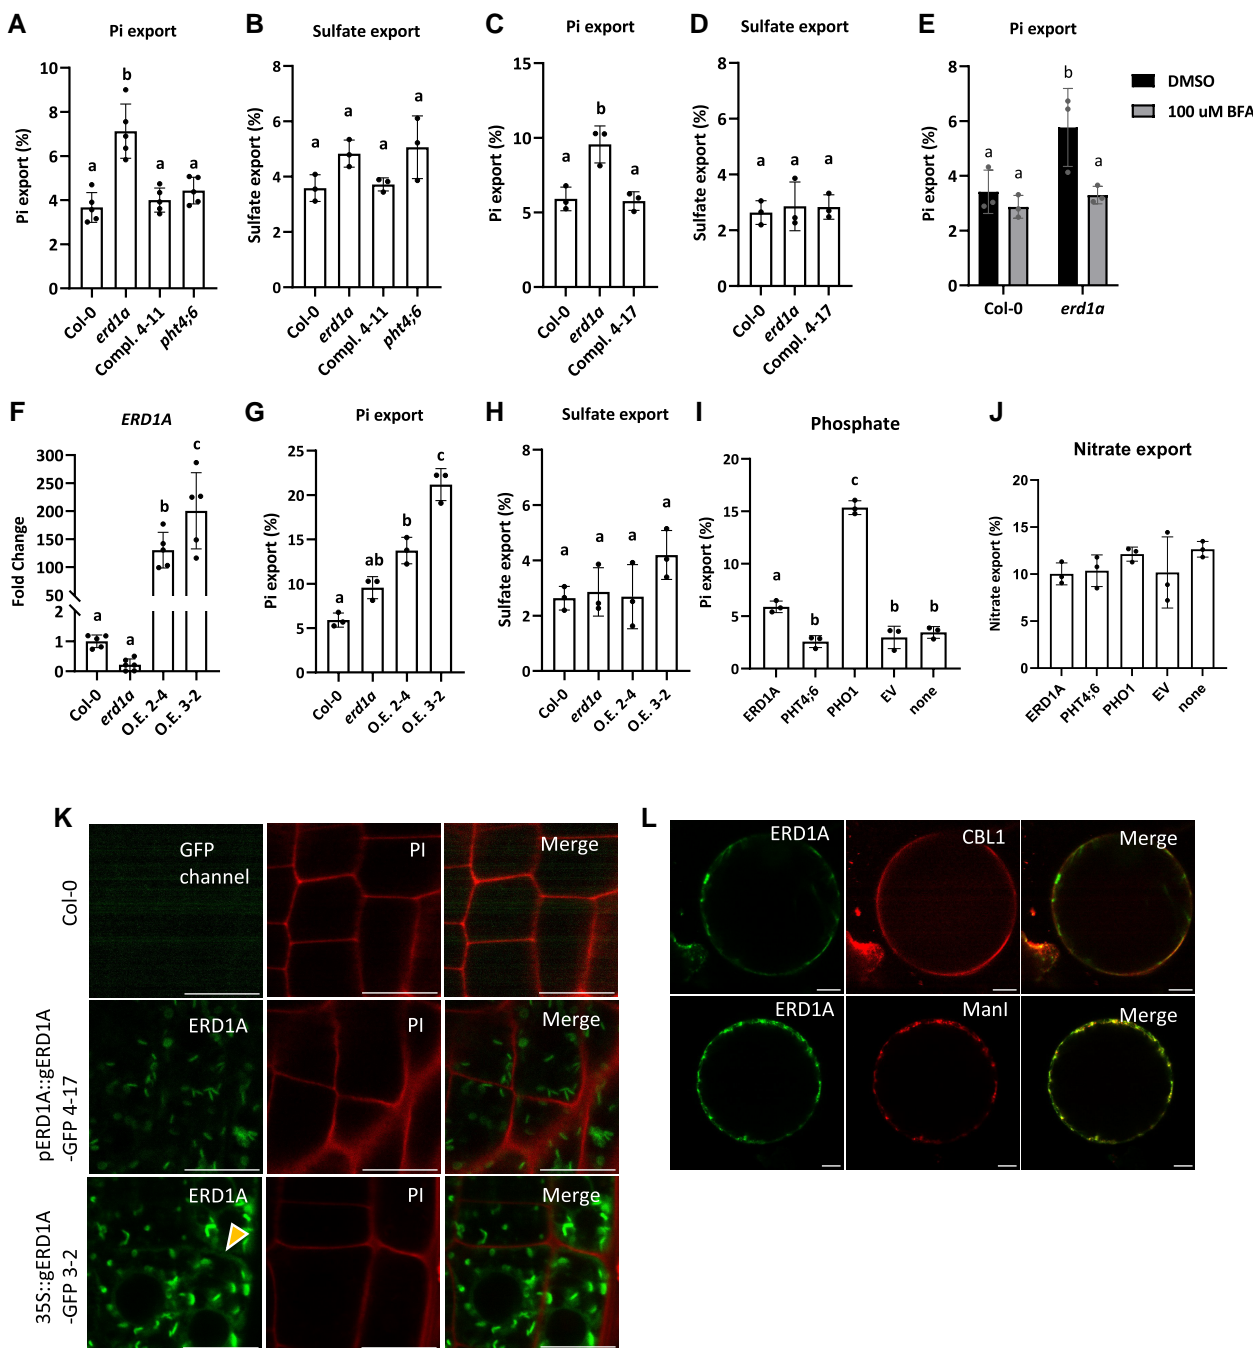 A
Pi export
Pi export (%)
10
8
6
4
2
0
a
b
a
a
Col-0
erd1a
Compl. 4-11
pht4;6
B
Sulfate export
Sulfate export (%)
8
6
4
2
0
a
a
a
a
Col-0
erd1a
Compl. 4-11
pht4;6
C
Pi export
Pi export (%)
15
10
5
0
a
b
a
Col-0
erd1a
Compl. 4-17
D
Sulfate export
Sulfate export (%)
8
6
4
2
0
a
a
a
Col-0
erd1a
Compl. 4-17
E
Pi export
Pi export (%)
8
6
4
2
0
a
a
b
a
Col-0
erd1a
DMSO
100 uM BFA
F
ERD1A
Fold Change
300
250
200
150
100
50
2
1
0
a
a
b
c
Col-0
erd1a
O.E. 2-4
O.E. 3-2
G
Pi export
Pi export (%)
25
20
15
10
5
0
a
ab
b
c
Col-0
erd1a
O.E. 2-4
O.E. 3-2
H
Sulfate export
Sulfate export (%)
8
6
4
2
0
a
a
a
a
Col-0
erd1a
O.E. 2-4
O.E. 3-2
I
Phosphate
Pi export (%)
20
15
10
5
0
a
b
c
b
b
ERD1A
PHT4;6
PHO1
EV
none
J
Nitrate export
Nitrate export (%)
20
15
10
5
0
ERD1A
PHT4;6
PHO1
EV
none
K
Col-0
GFP
channel
PI
Merge
pERD1A::gERD1A
-GFP 4-17
ERD1A
PI
Merge
35S::gERD1A
-GFP 3-2
ERD1A
PI
Merge
L
ERD1A
CBL1
Merge
ERD1A
ManI
Merge